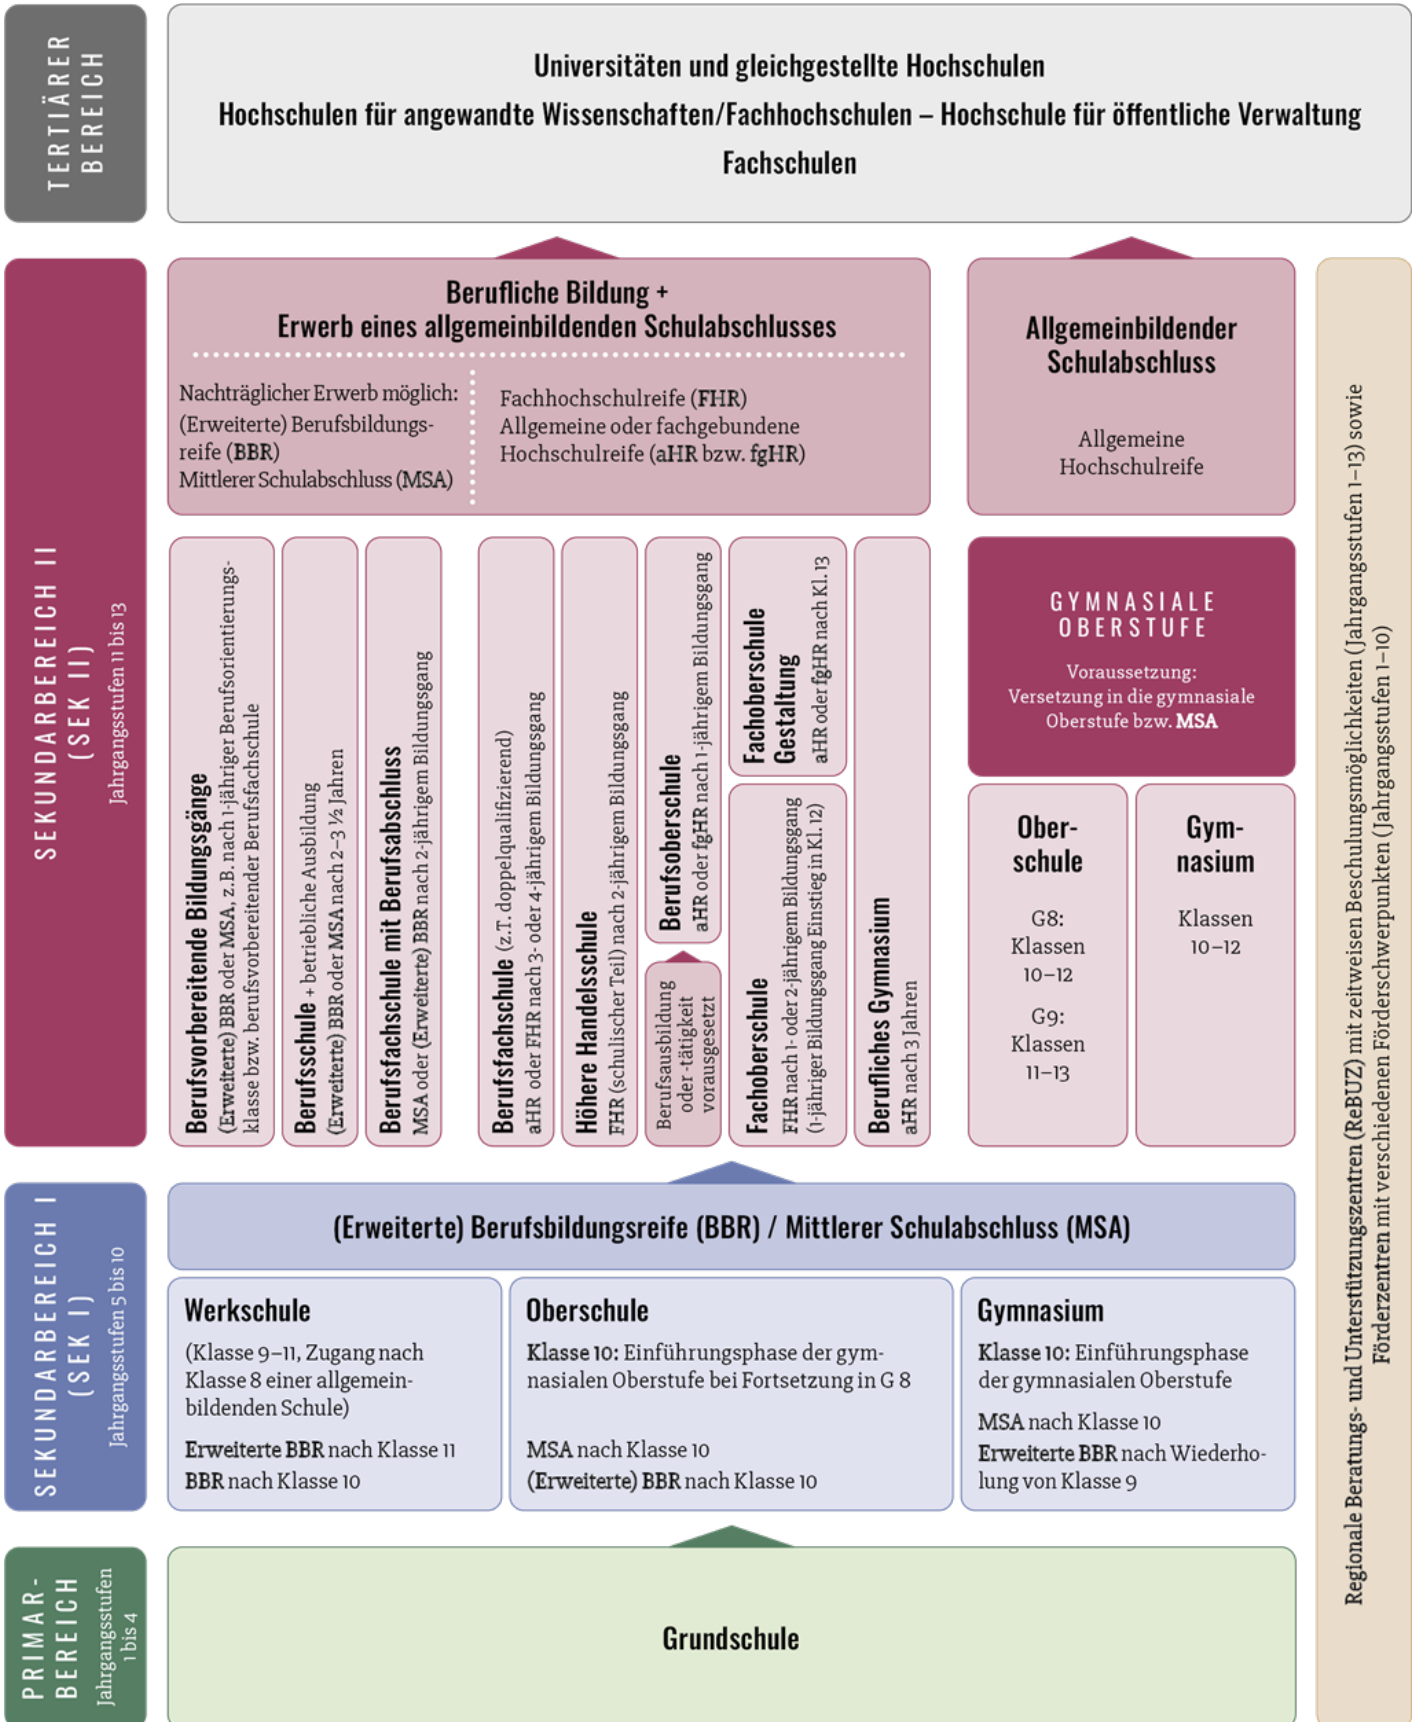 TERTIÄRER
BEREICH
Universitäten und gleichgestellte Hochschulen
Hochschulen für angewandte Wissenschaften/Fachhochschulen – Hochschule für öffentliche Verwaltung
Fachschulen
SEKUNDARBEREICH II
(SEK II)
Jahrgangsstufen 11 bis 13
Berufliche Bildung +
Erwerb eines allgemeinbildenden Schulabschlusses
Nachträglicher Erwerb möglich:
(Erweiterte) Berufsbildungs-
reife (BBR)
Mittlerer Schulabschluss (MSA)
Fachhochschulreife (FHR)
Allgemeine oder fachgebundene
Hochschulreife (aHR bzw. fgHR)
Allgemeinbildender
Schulabschluss
Allgemeine
Hochschulreife
Berufsvorbereitende Bildungsgänge
(Erweiterte) BBR oder MSA, z.B. nach 1-jähriger Berufsorientierungs-
klasse bzw. berufsvorbereitender Berufsfachschule
Berufsschule + betriebliche Ausbildung
(Erweiterte) BBR oder MSA nach 2–3 ½ Jahren
Berufsfachschule mit Berufsabschluss
MSA oder (Erweiterte) BBR nach 2-jährigem Bildungsgang
Berufsfachschule (z.T. doppelqualifizierend)
aHR oder FHR nach 3- oder 4-jährigem Bildungsgang
Höhere Handelsschule
FHR (schulischer Teil) nach 2-jährigem Bildungsgang
Berufsoberschule
aHR oder fgHR nach 1-jährigem Bildungsgang
Berufsausbildung
oder -tätigkeit
vorausgesetzt
Fachoberschule
Gestaltung
aHR oder fgHR nach Kl. 13
Fachoberschule
FHR nach 1- oder 2-jährigem Bildungsgang
(1-jähriger Bildungsgang Einstieg in Kl. 12)
Berufliches Gymnasium
aHR nach 3 Jahren
GYMNASIALE
OBERSTUFE
Voraussetzung:
Versetzung in die gymnasiale
Oberstufe bzw. MSA
Ober-
schule
G8:
Klassen
10–12
G9:
Klassen
11–13
Gym-
nasium
Klassen
10–12
SEKUNDARBEREICH I
(SEK I)
Jahrgangsstufen 5 bis 10
(Erweiterte) Berufsbildungsreife (BBR) / Mittlerer Schulabschluss (MSA)
Werkschule
(Klasse 9–11, Zugang nach
Klasse 8 einer allgemein-
bildenden Schule)
Erweiterte BBR nach Klasse 11
BBR nach Klasse 10
Oberschule
Klasse 10: Einführungsphase der gym-
nasialen Oberstufe bei Fortsetzung in G 8
MSA nach Klasse 10
(Erweiterte) BBR nach Klasse 10
Gymnasium
Klasse 10: Einführungsphase
der gymnasialen Oberstufe
MSA nach Klasse 10
Erweiterte BBR nach Wiederho-
lung von Klasse 9
PRIMAR-
BEREICH
Jahrgangsstufen
1 bis 4
Grundschule
Regionale Beratungs- und Unterstützungszentren (ReBUZ) mit zeitweisen Beschulungsmöglichkeiten (Jahrgangsstufen 1–13) sowie
Förderzentren mit verschiedenen Förderschwerpunkten (Jahrgangsstufen 1–10)